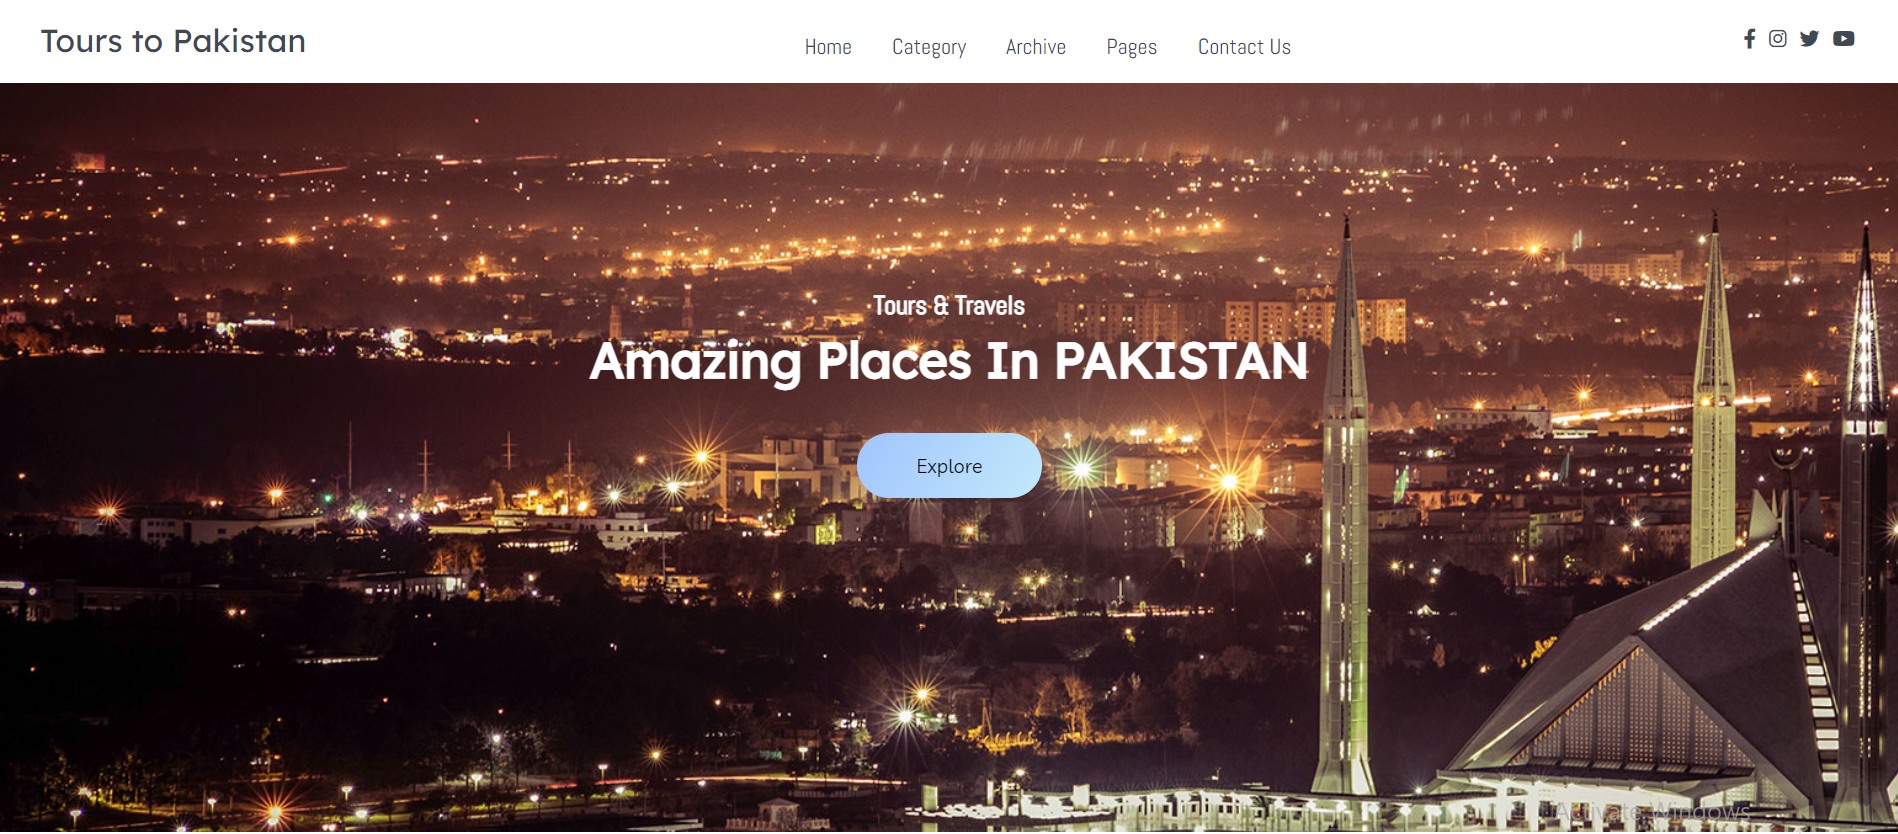 Tours to Pakistan
Home Category Archive Pages Contact Us
Tours & Travels
Amazing Places In PAKISTAN
Explore
Activate Windows